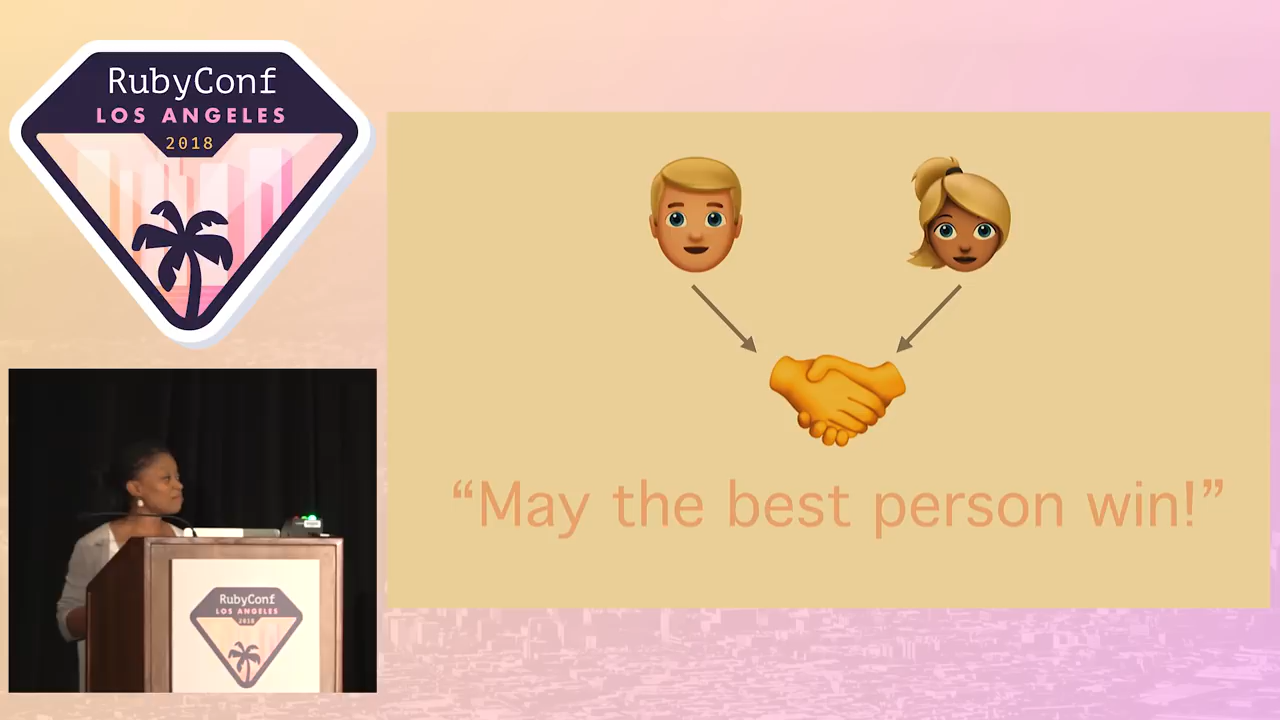 RubyConf
LOS ANGELES
2018
“May the best person win!”
RubyConf
LOS ANGELES
2018